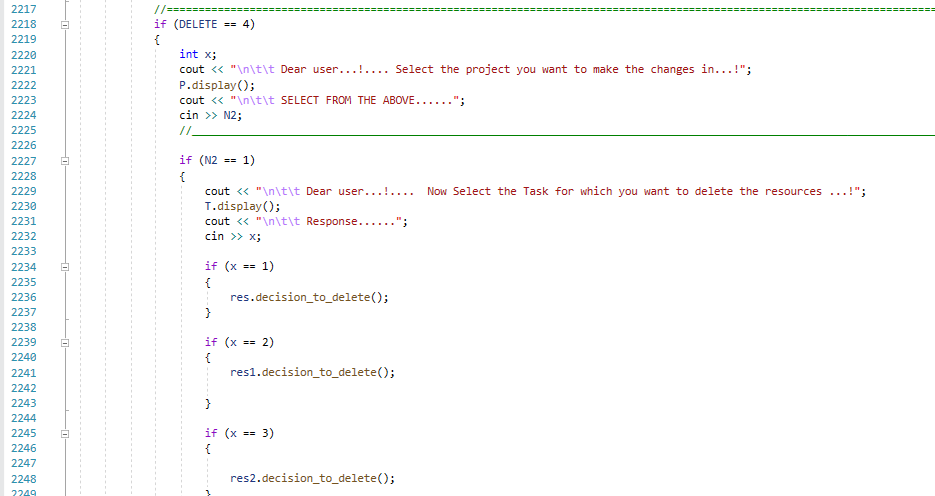 2217 //==================================================================================================================
2218 if (DELETE == 4)
2219 {
2220 int x;
2221 cout << "\n\t\t Dear user...!.... Select the project you want to make the changes in...!";
2222 P.display();
2223 cout << "\n\t\t SELECT FROM THE ABOVE......";
2224 cin >> N2;
2225 //____________________________________________________________________________________________________________________
2226
2227 if (N2 == 1)
2228 {
2229 cout << "\n\t\t Dear user...!....  Now Select the Task for which you want to delete the resources ...!";
2230 T.display();
2231 cout << "\n\t\t Response......";
2232 cin >> x;
2233
2234 if (x == 1)
2235 {
2236 res.decision_to_delete();
2237 }
2238
2239 if (x == 2)
2240 {
2241 res1.decision_to_delete();
2242
2243 }
2244
2245 if (x == 3)
2246 {
2247
2248 res2.decision_to_delete();
2249 }